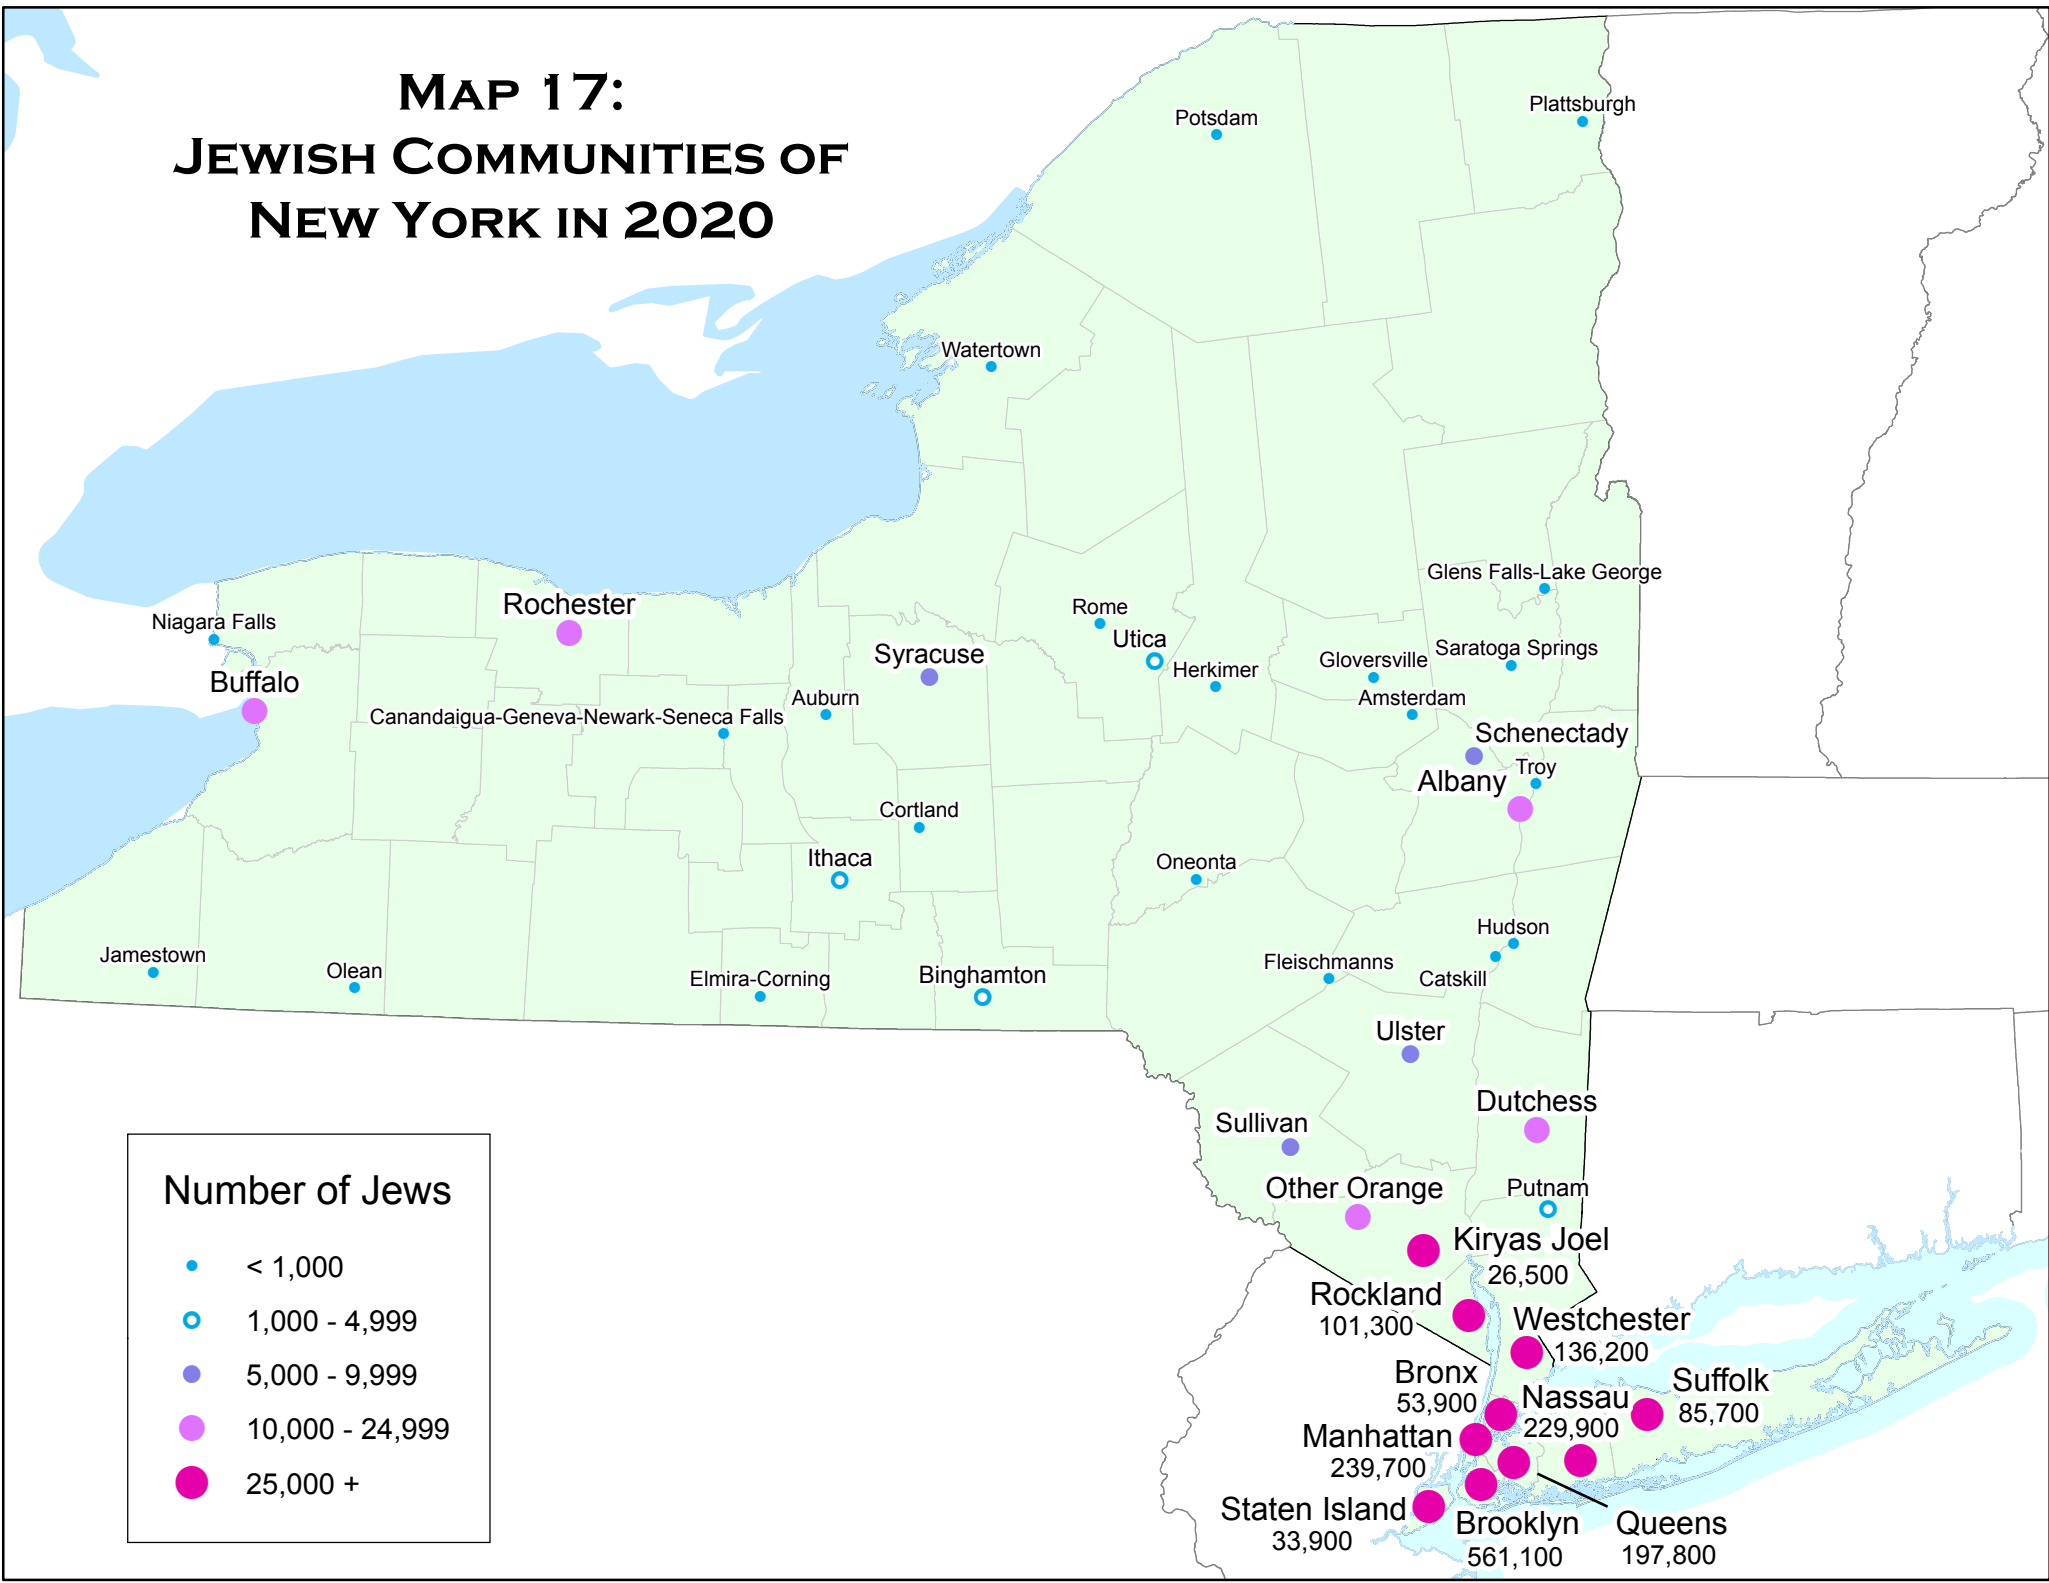 MAP 17:
JEWISH COMMUNITIES OF
NEW YORK IN 2020
Potsdam
Plattsburgh
Watertown
Glens Falls-Lake George
Niagara Falls
Rochester
Rome
Utica
Syracuse
Herkimer
Gloversville
Saratoga Springs
Buffalo
Canandaigua-Geneva-Newark-Seneca Falls
Auburn
Amsterdam
Schenectady
Troy
Albany
Cortland
Ithaca
Oneonta
Hudson
Jamestown
Olean
Elmira-Corning
Binghamton
Fleischmanns
Catskill
Ulster
Dutchess
Sullivan
Other Orange
Putnam
Kiryas Joel
26,500
Rockland
101,300
Westchester
136,200
Bronx
53,900
Nassau
229,900
Suffolk
85,700
Manhattan
239,700
Staten Island
33,900
Brooklyn
561,100
Queens
197,800
Number of Jews
< 1,000
1,000 - 4,999
5,000 - 9,999
10,000 - 24,999
25,000 +